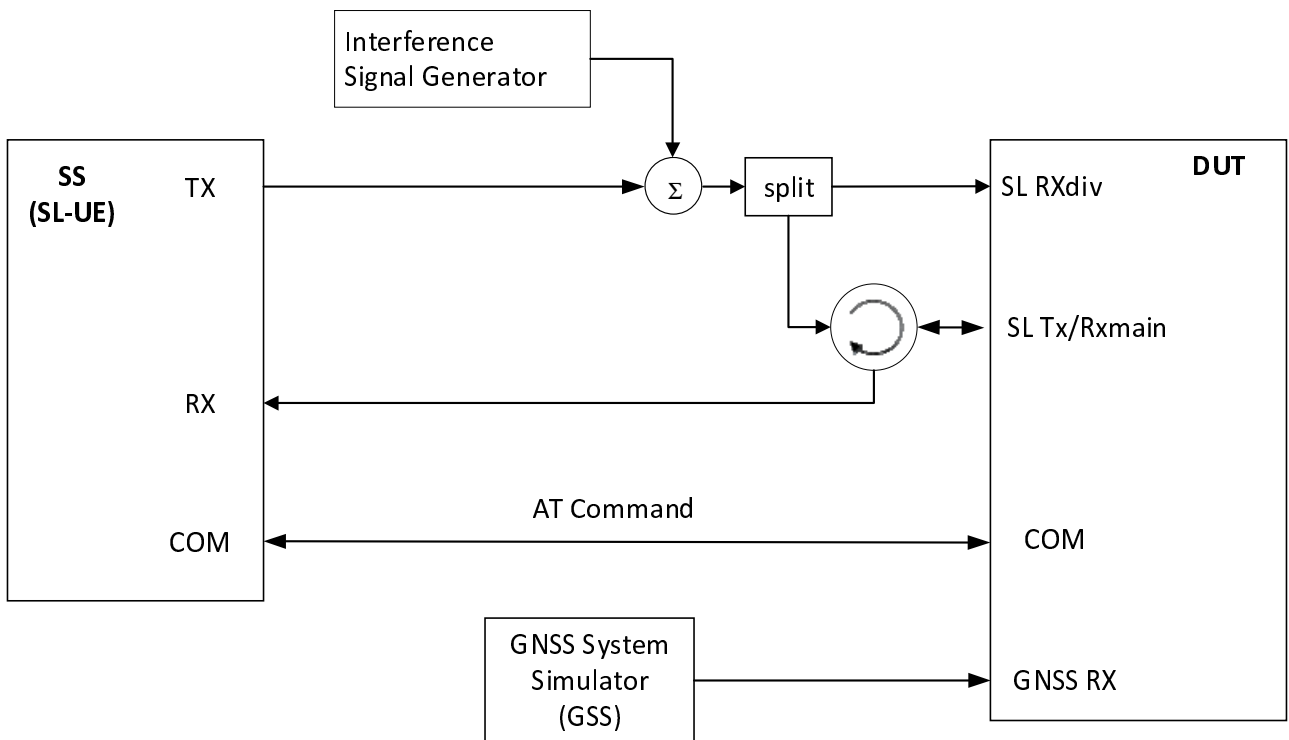 Interference
Signal Generator
SS
(SL-UE)
TX
Σ
split
SL RXdiv
DUT
SL Tx/Rxmain
RX
AT Command
COM
COM
GNSS System
Simulator
(GSS)
GNSS RX